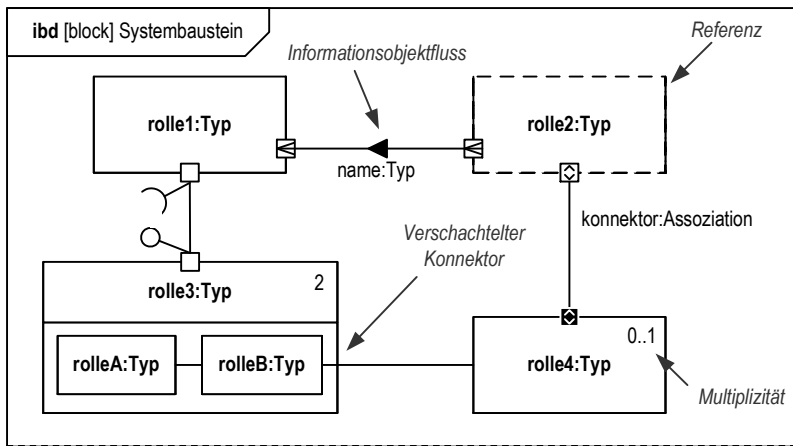 ibd [block] Systembaustein
Referenz
Informationsobjektfluss
rolle1:Typ
rolle2:Typ
name:Typ
konnektor:Assoziation
Verschachtelter
Konnektor
rolle3:Typ
2
0..1
rolleA:Typ
rolleB:Typ
rolle4:Typ
Multiplizität